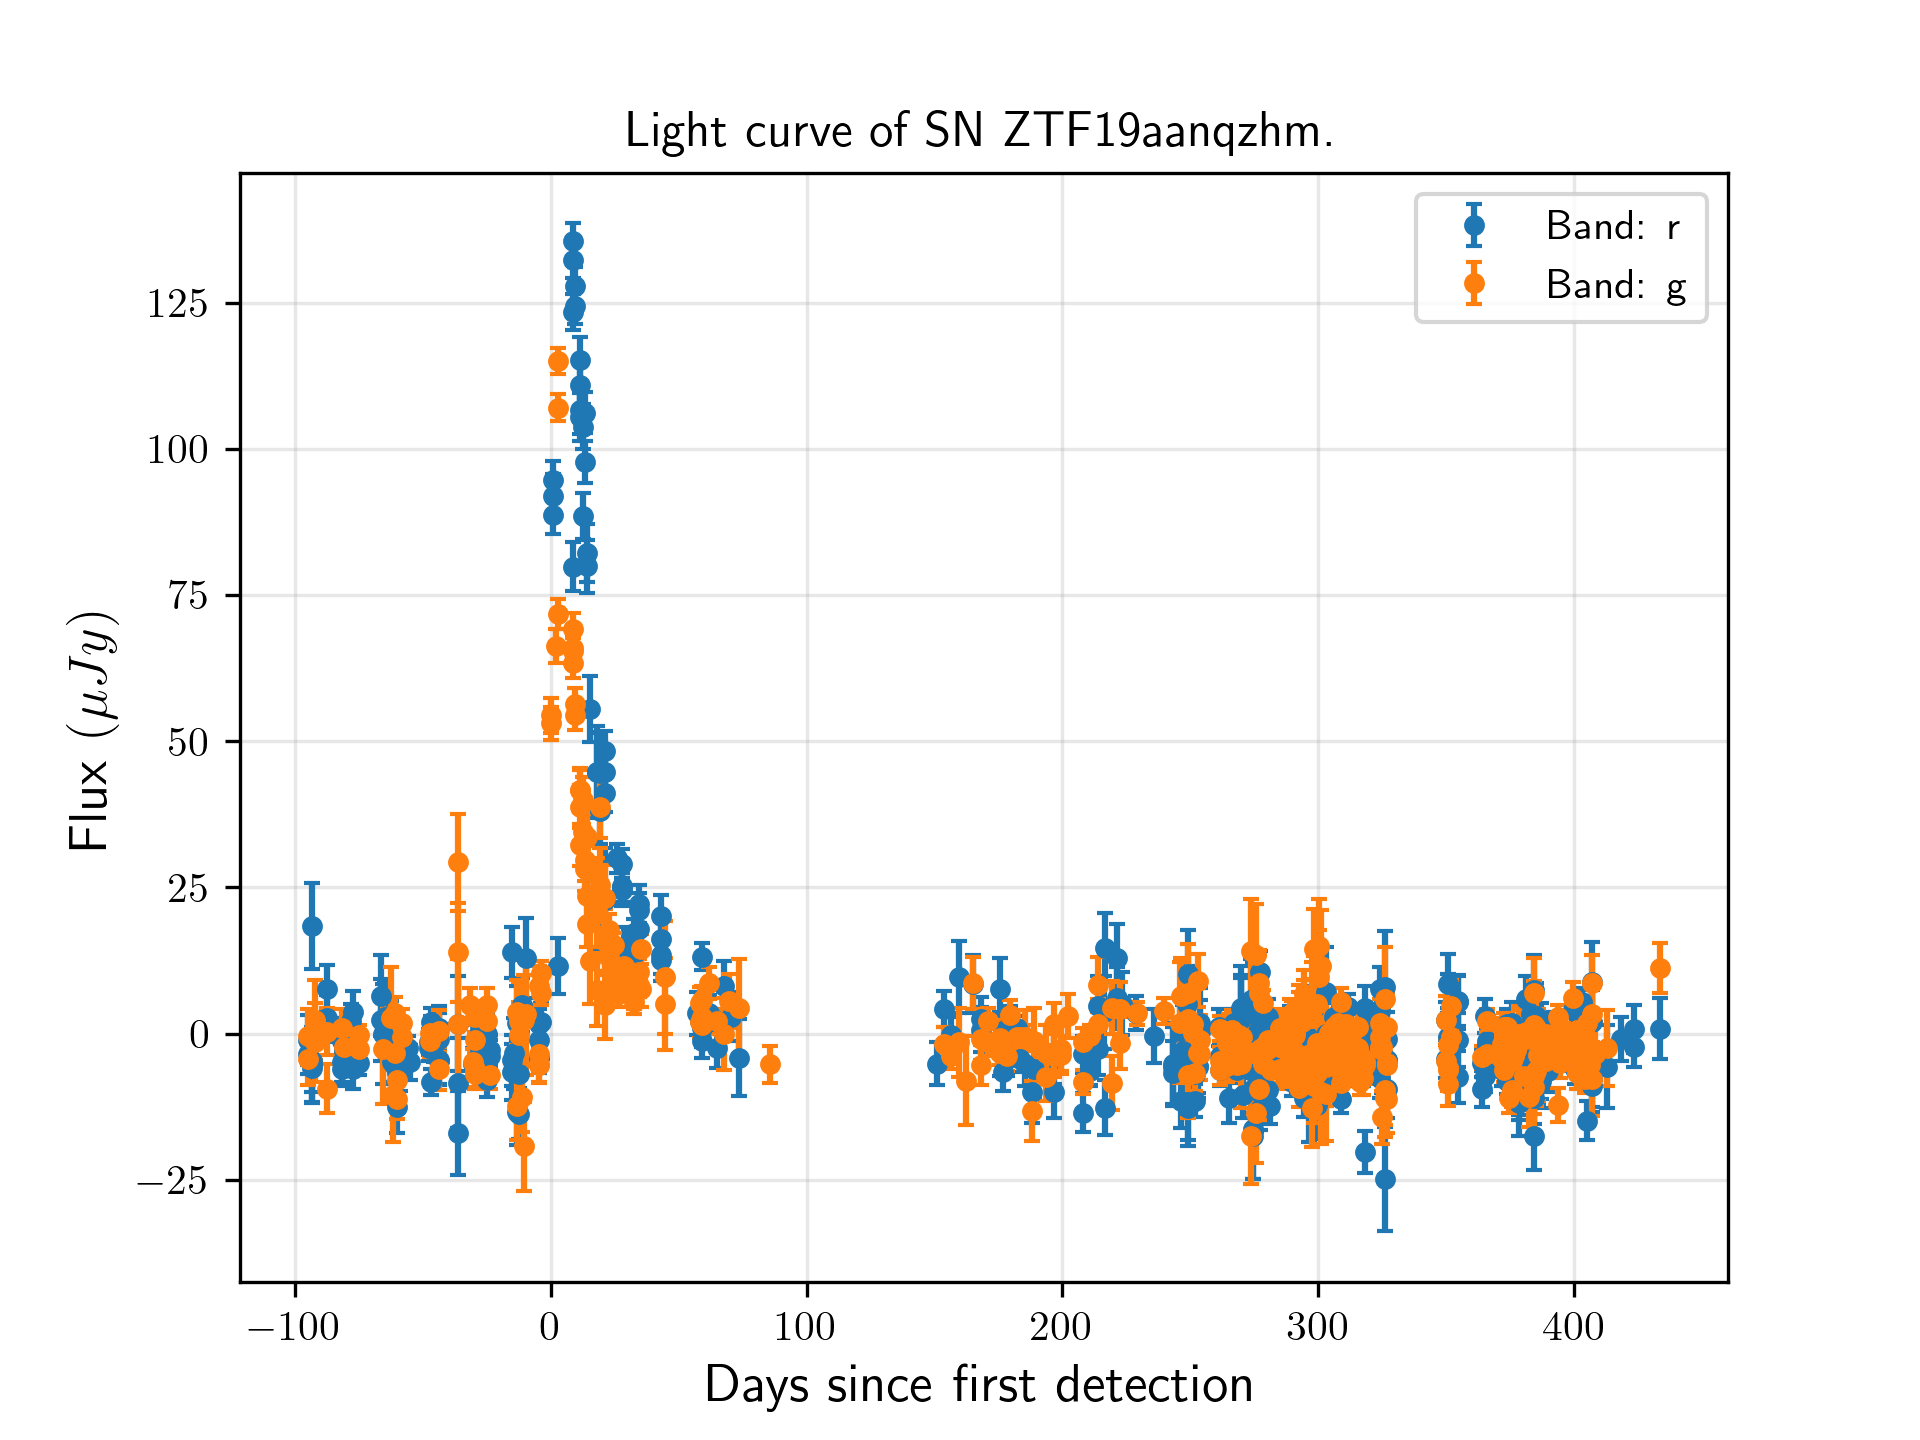 Light curve of SN ZTF19aanqzhm.
Band: r
Band: g
125
100
75
50
25
0
−25
Flux (μJy)
−100 0 100 200 300 400
Days since first detection